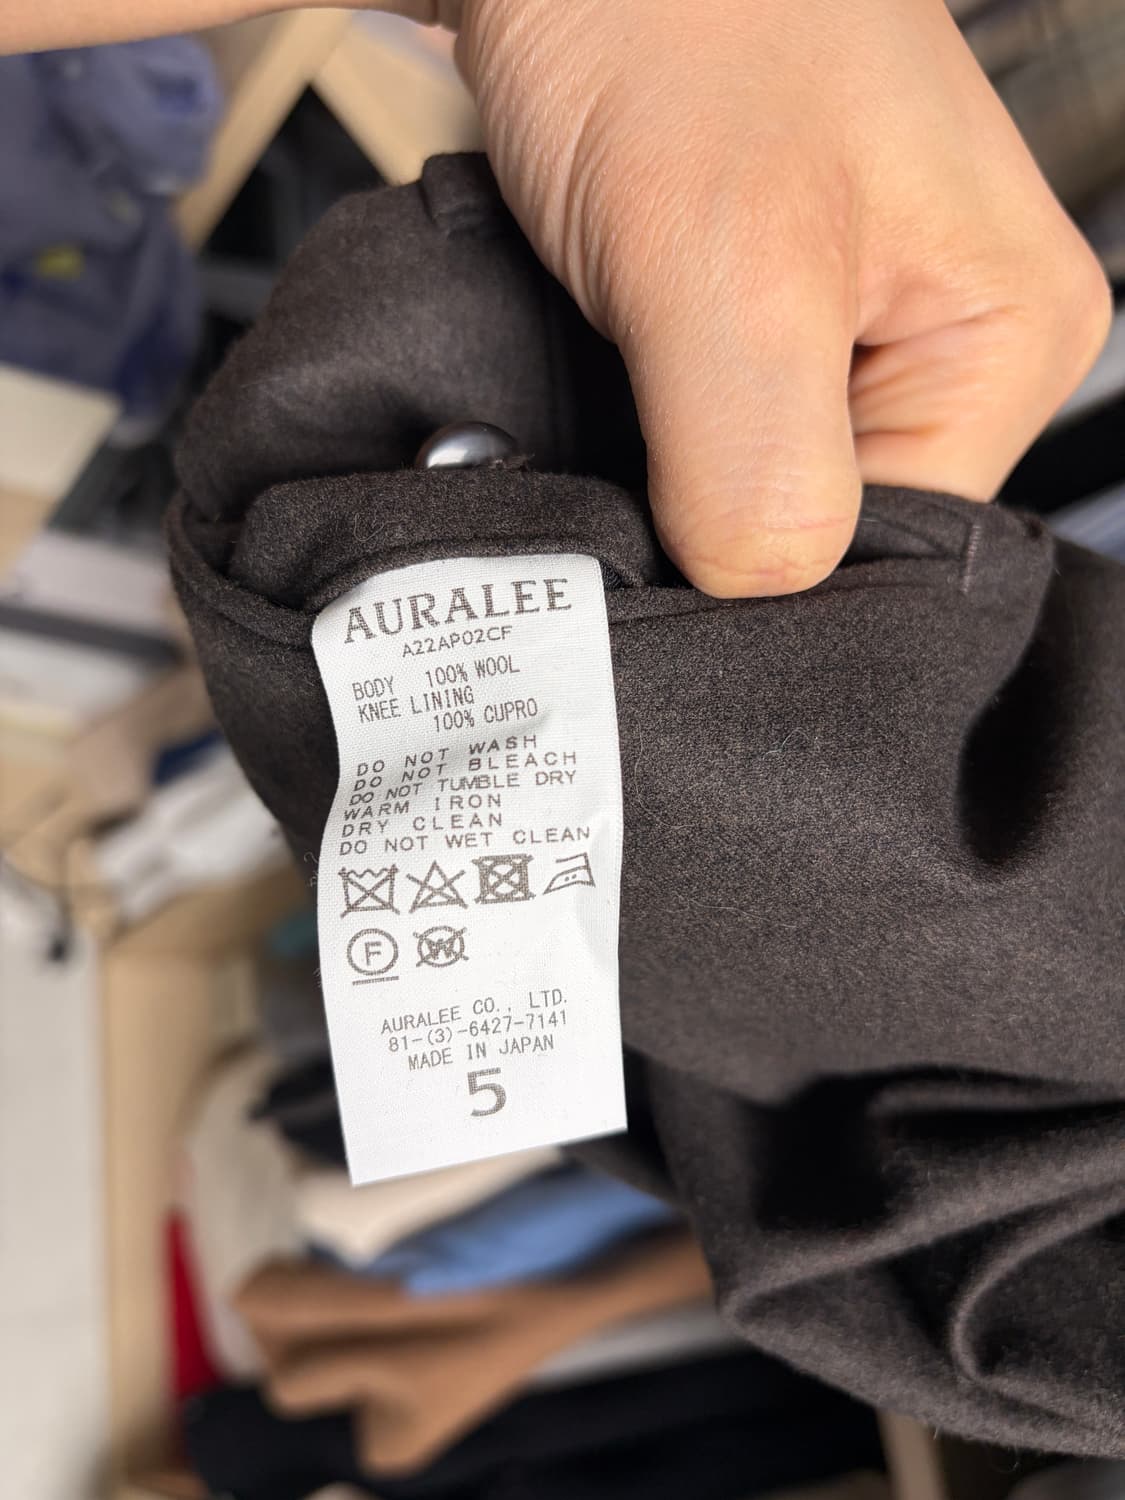 AURALEE
A22AP02CF
BODY 100% WOOL
KNEE LINING
100% CUPRO
DO NOT WASH
DO NOT BLEACH
DO NOT TUMBLE DRY
WARM IRON
DRY CLEAN
DO NOT WET CLEAN
F W
AURALEE CO., LTD.
81-(3)-6427-7141
MADE IN JAPAN
5